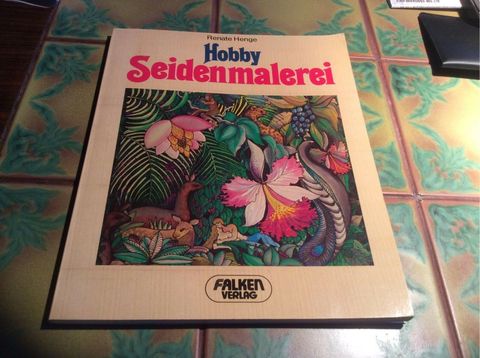 Renate Henge
Hobby
Seidenmalerei
FALKEN
VERLAG